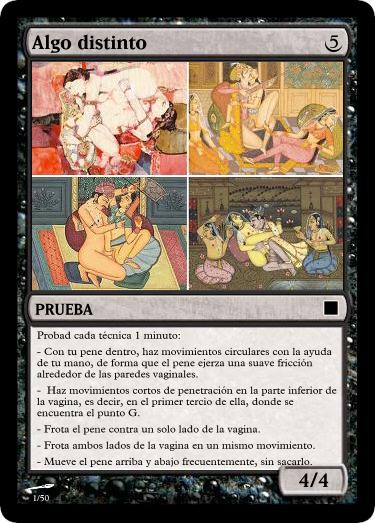 Algo distinto
5
PRUEBA
Probad cada técnica 1 minuto:
- Con tu pene dentro, haz movimientos circulares con la ayuda
de tu mano, de forma que el pene ejerza una suave fricción
alrededor de las paredes vaginales.
- Haz movimientos cortos de penetración en la parte inferior de
la vagina, es decir, en el primer tercio de ella, donde se
encuentra el punto G.
- Frota el pene contra un solo lado de la vagina.
- Frota ambos lados de la vagina en un mismo movimiento.
- Mueve el pene arriba y abajo frecuentemente, sin sacarlo.
4/4
1/50